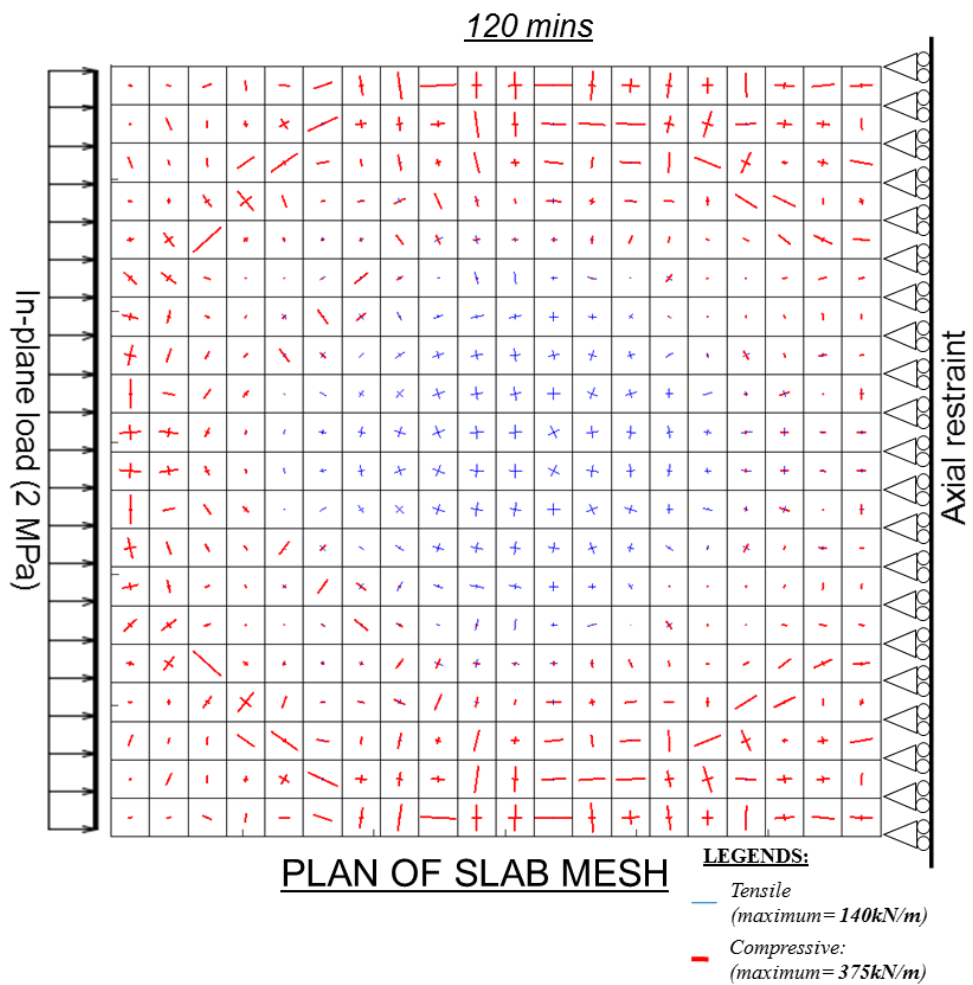 120 mins
In-plane load (2 MPa)
Axial restraint
PLAN OF SLAB MESH
LEGENDS:
Tensile
(maximum= 140kN/m)
Compressive:
(maximum= 375kN/m)